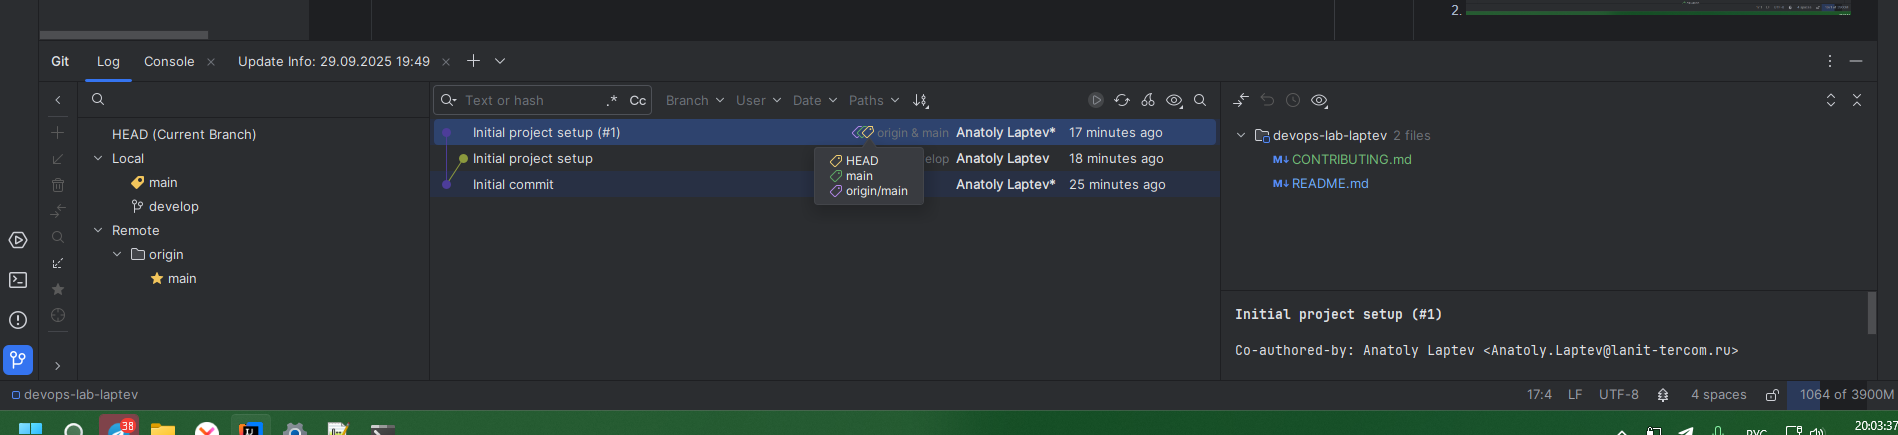 2.
Git
Log
Console
Update Info: 29.09.2025 19:49
Text or hash
.*
Cc
Branch
User
Date
Paths
HEAD (Current Branch)
Local
main
develop
Remote
origin
main
Initial project setup (#1)
origin & main
Anatoly Laptev*
17 minutes ago
Initial project setup
elop
Anatoly Laptev
18 minutes ago
Initial commit
Anatoly Laptev*
25 minutes ago
HEAD
main
origin/main
devops-lab-laptev 2 files
M↓ CONTRIBUTING.md
M↓ README.md
Initial project setup (#1)
Co-authored-by: Anatoly Laptev <Anatoly.Laptev@lanit-tercom.ru>
devops-lab-laptev
17:4
LF
UTF-8
4 spaces
1064 of 3900M
38
РУС
20:03:37